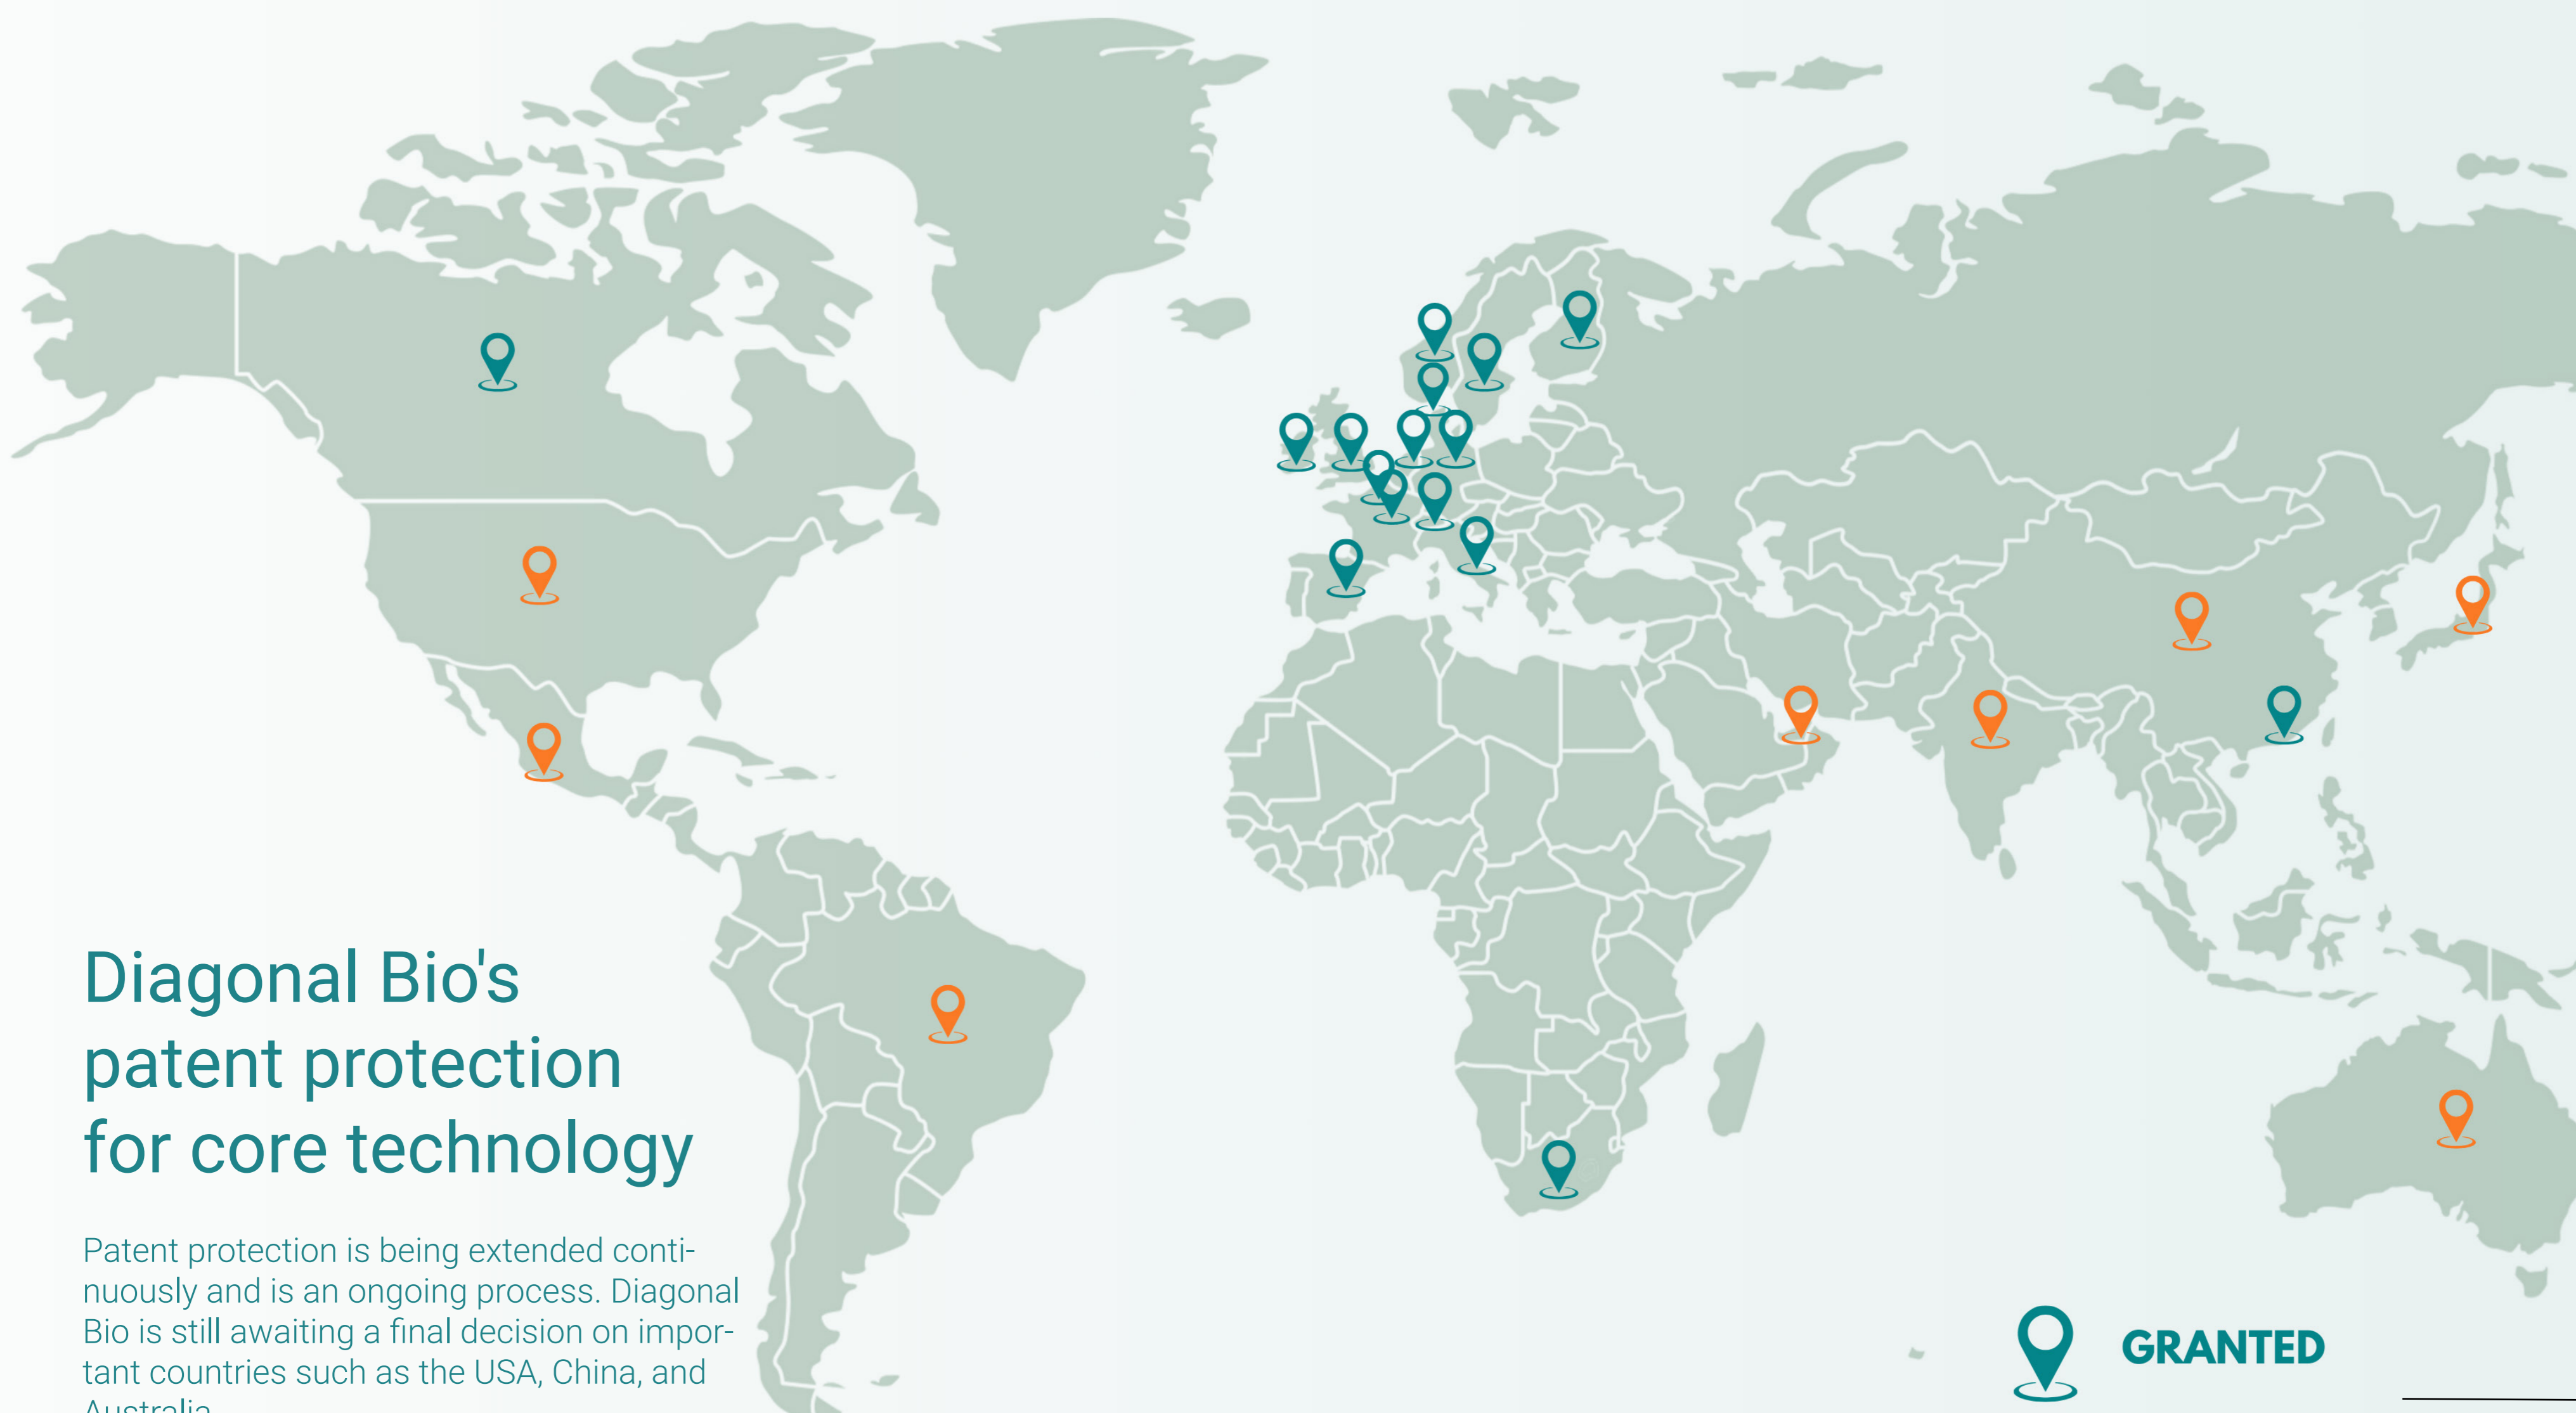 Diagonal Bio's
patent protection
for core technology
Patent protection is being extended conti-
nuously and is an ongoing process. Diagonal
Bio is still awaiting a final decision on impor-
tant countries such as the USA, China, and
Australia
GRANTED